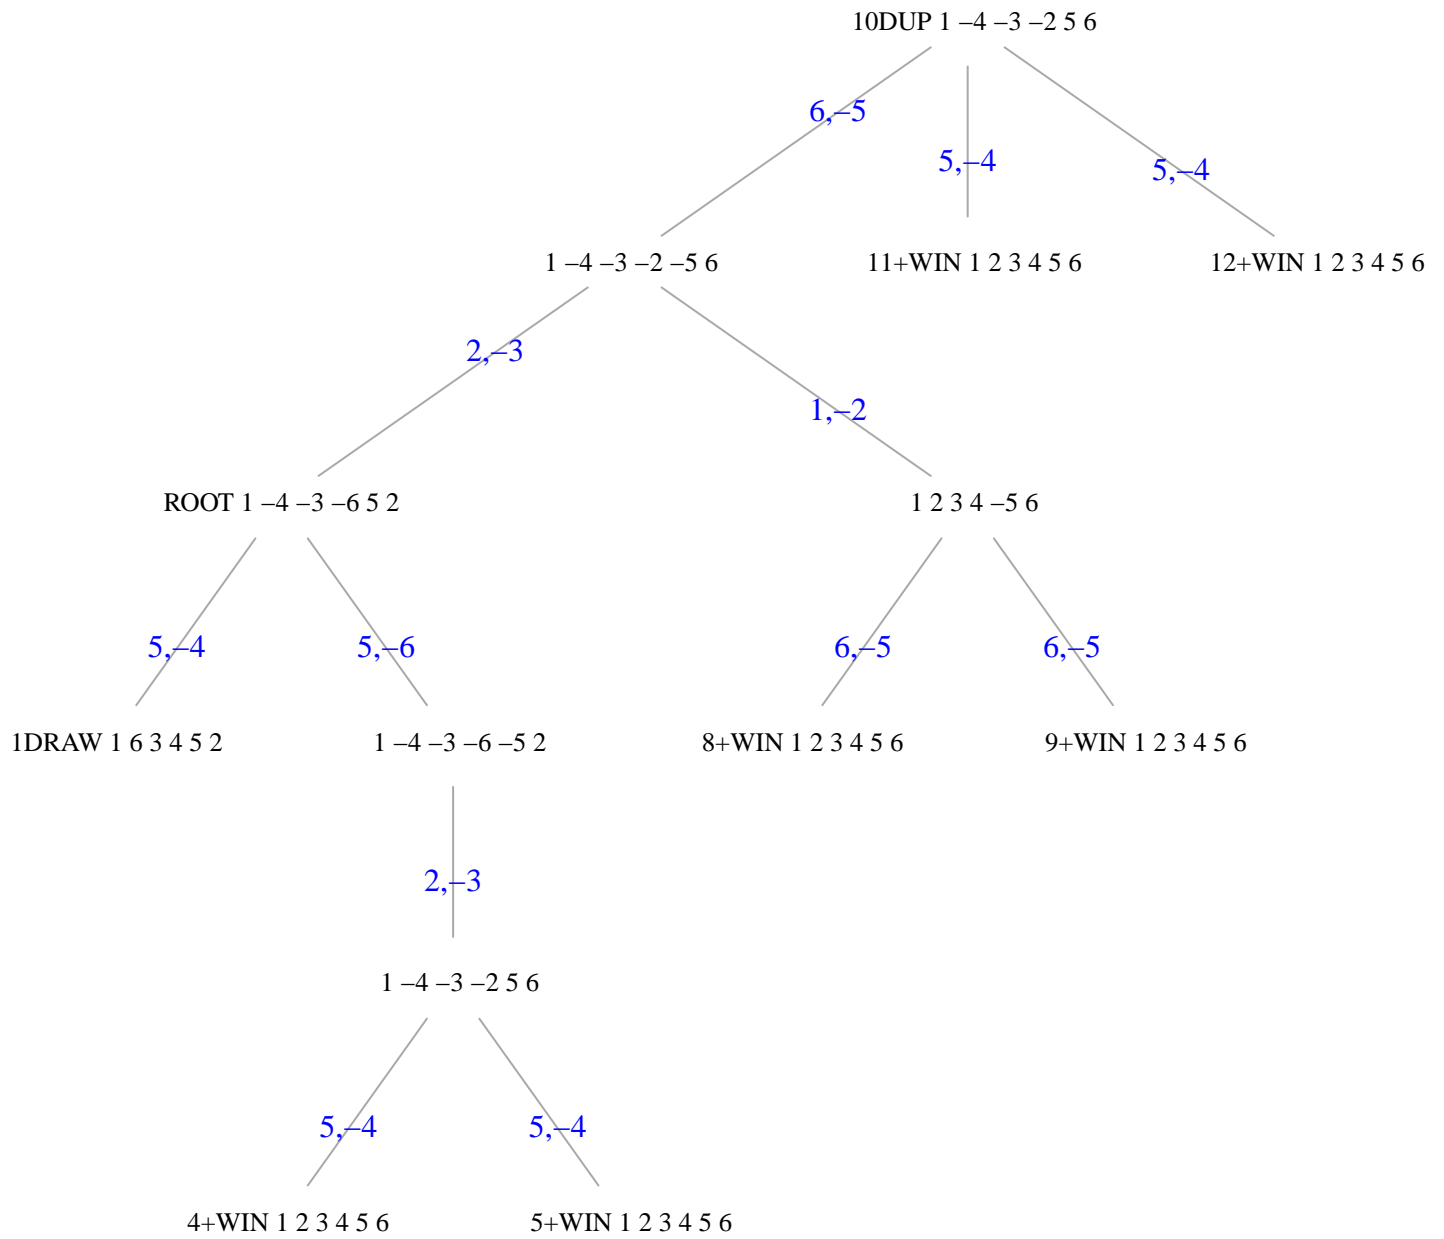 10DUP 1 –4 –3 –2 5 6
6,–5
5,–4
5,–4
1 –4 –3 –2 –5 6
11+WIN 1 2 3 4 5 6
12+WIN 1 2 3 4 5 6
2,–3
1,–2
ROOT 1 –4 –3 –6 5 2
1 2 3 4 –5 6
5,–4
5,–6
6,–5
6,–5
1DRAW 1 6 3 4 5 2
1 –4 –3 –6 –5 2
8+WIN 1 2 3 4 5 6
9+WIN 1 2 3 4 5 6
2,–3
1 –4 –3 –2 5 6
5,–4
5,–4
4+WIN 1 2 3 4 5 6
5+WIN 1 2 3 4 5 6